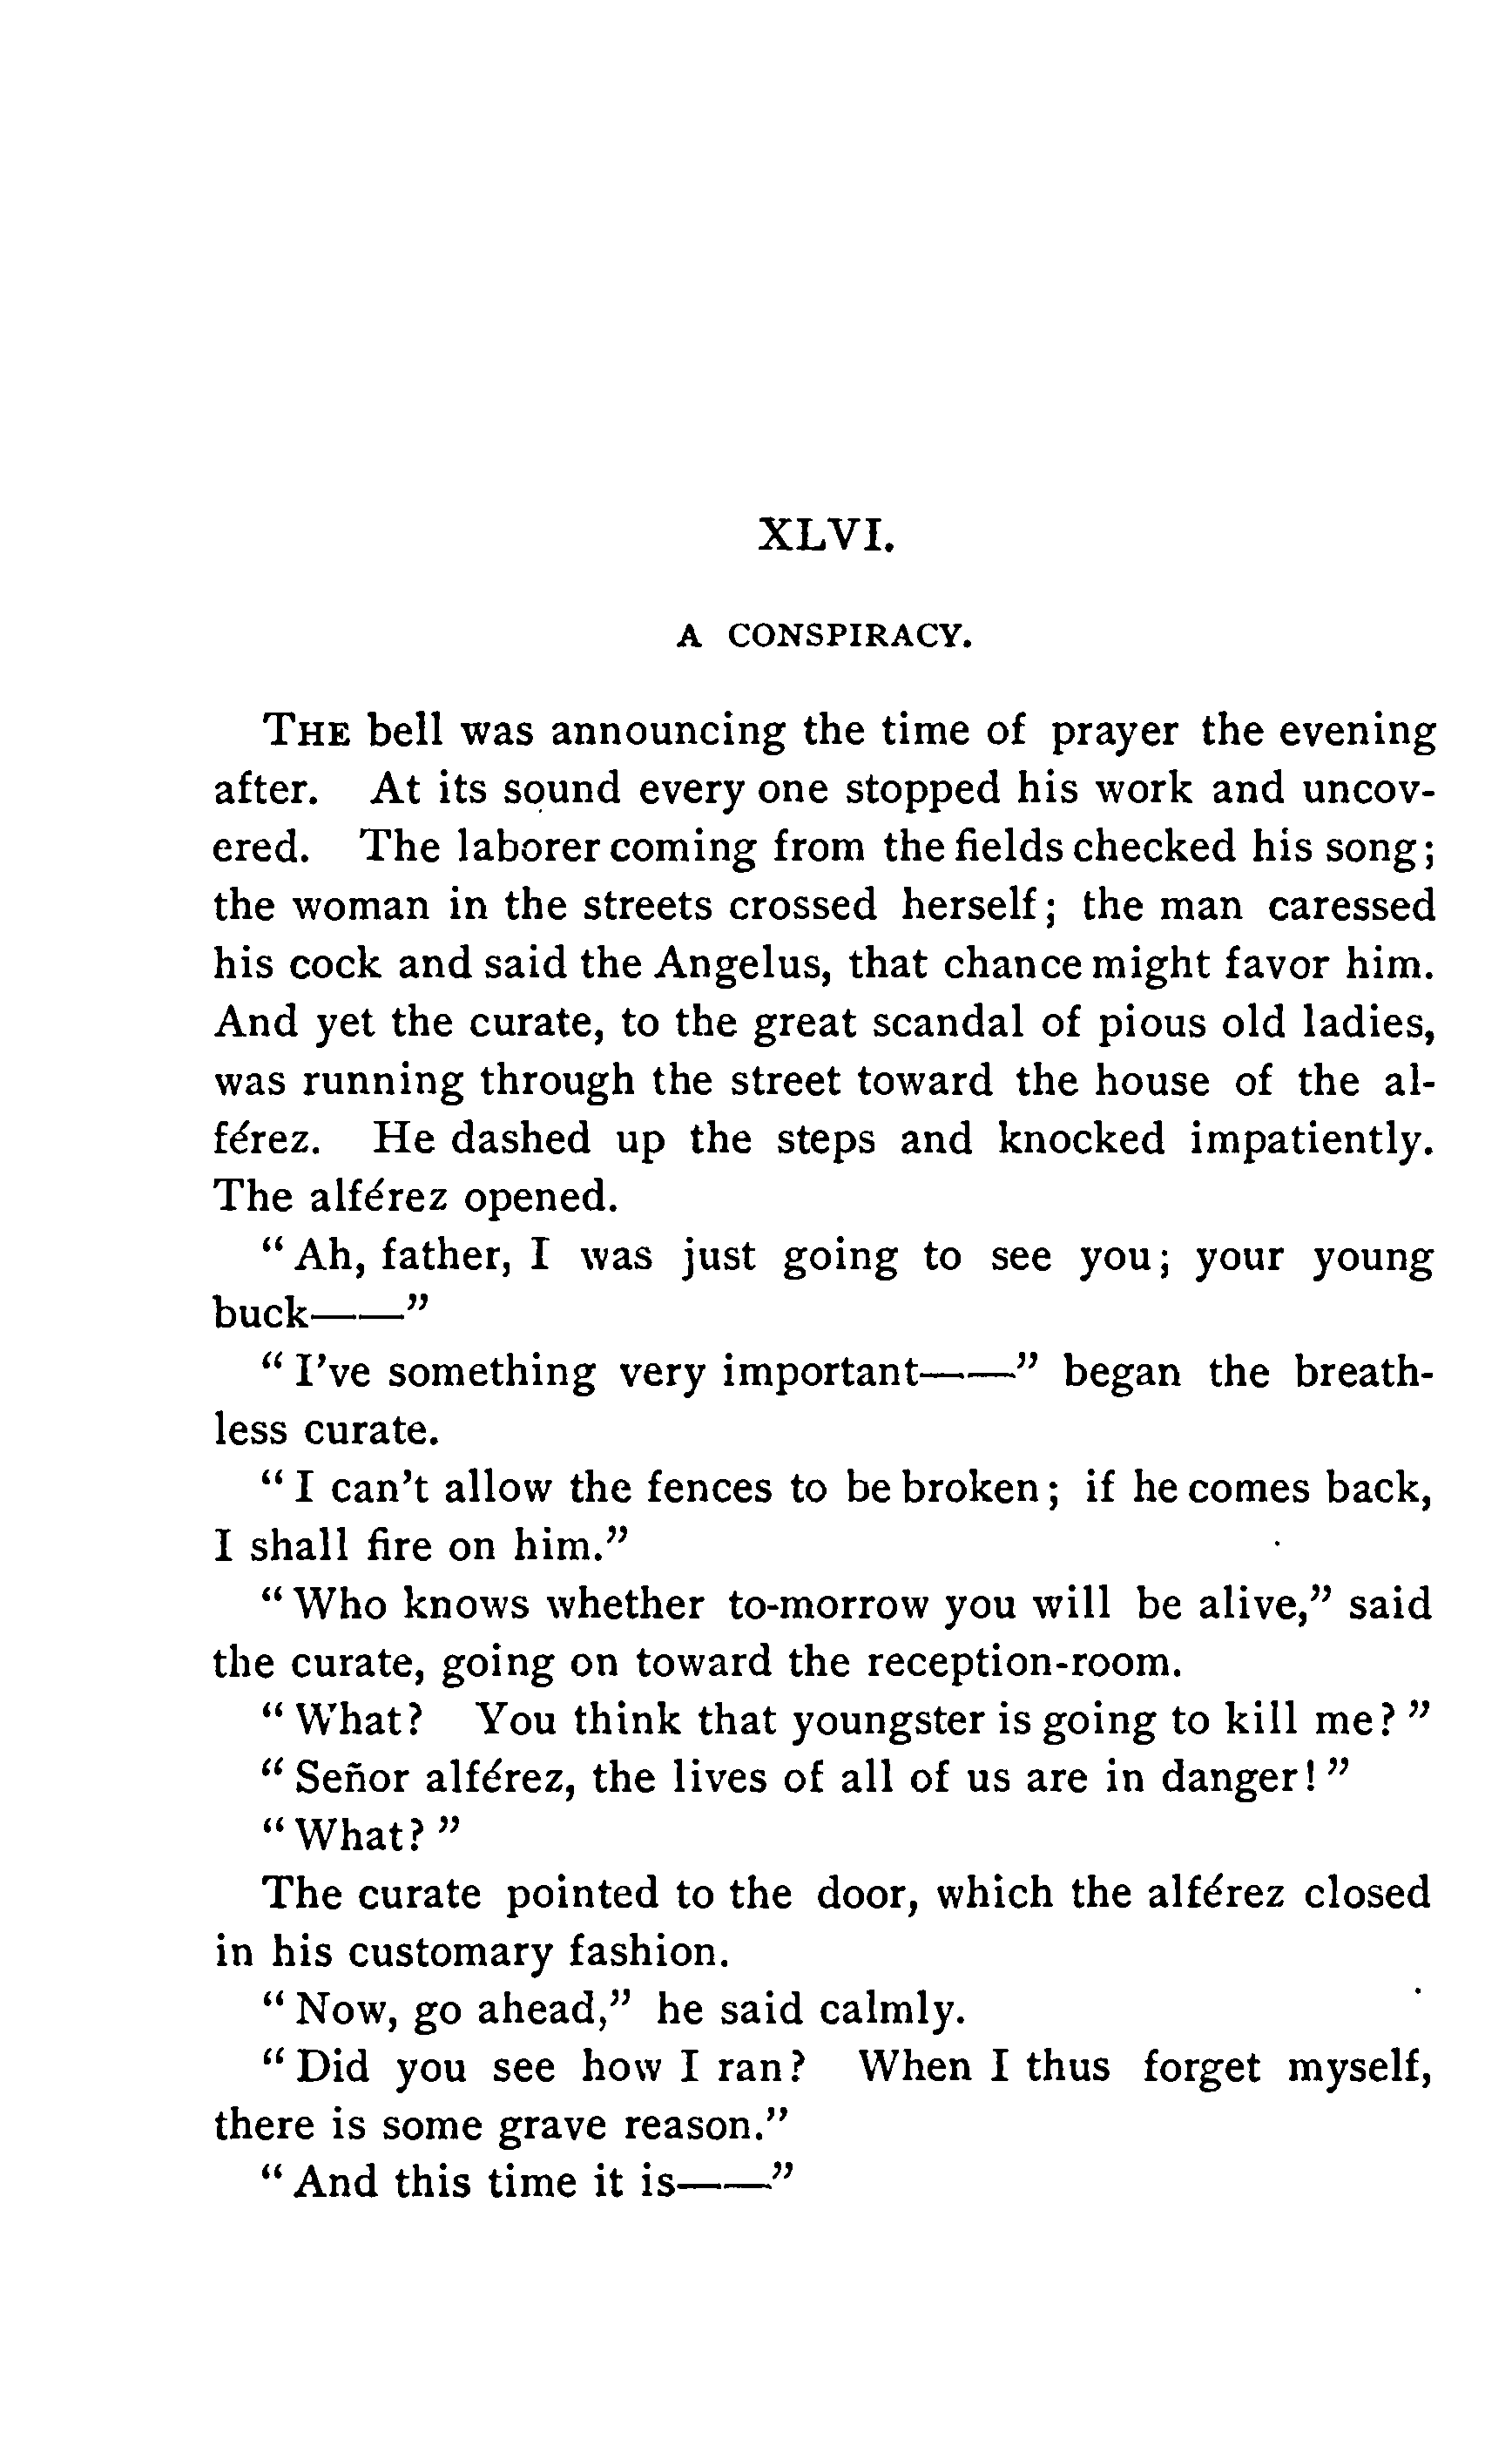 XLVI.
A CONSPIRACY.
THE bell was announcing the time of prayer the evening
after. At its sound every one stopped his work and uncov-
ered. The laborer coming from the fields checked his song;
the woman in the streets crossed herself; the man caressed
his cock and said the Angelus, that chance might favor him.
And yet the curate, to the great scandal of pious old ladies,
was running through the street toward the house of the al-
férez. He dashed up the steps and knocked impatiently.
The alférez opened.
“Ah, father, I was just going to see you; your young
buck——”
“I've something very important——” began the breath-
less curate.
“I can't allow the fences to be broken; if he comes back,
I shall fire on him.”
“Who knows whether to-morrow you will be alive,” said
the curate, going on toward the reception-room.
“What? You think that youngster is going to kill me?”
“Señor alférez, the lives of all of us are in danger!”
“What?”
The curate pointed to the door, which the alférez closed
in his customary fashion.
“Now, go ahead,” he said calmly.
“Did you see how I ran? When I thus forget myself,
there is some grave reason.”
“And this time it is——”